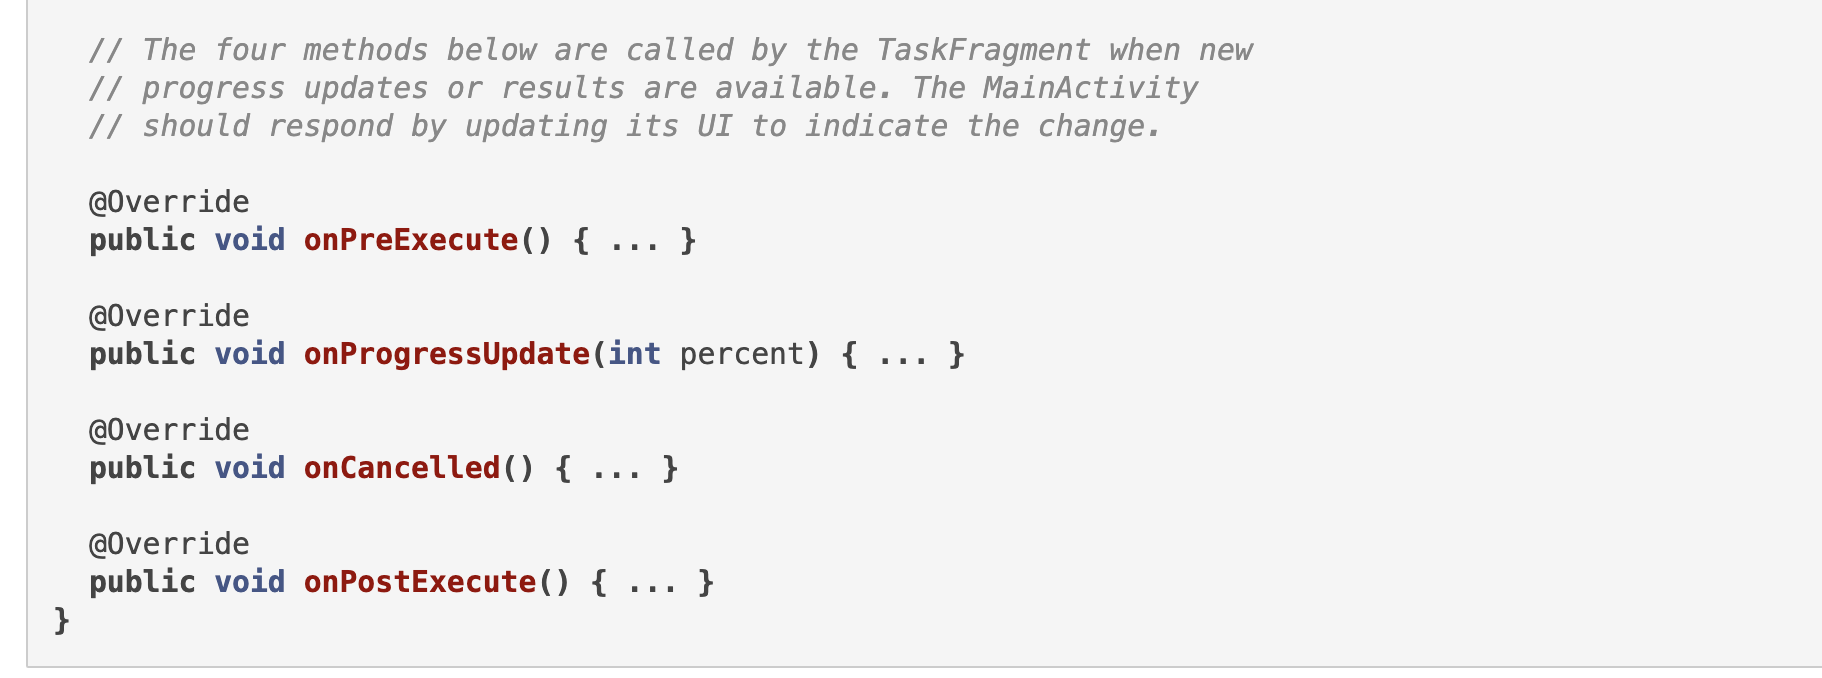 // The four methods below are called by the TaskFragment when new
// progress updates or results are available. The MainActivity
// should respond by updating its UI to indicate the change.
@Override
public void onPreExecute() { ... }
@Override
public void onProgressUpdate(int percent) { ... }
@Override
public void onCancelled() { ... }
@Override
public void onPostExecute() { ... }
}